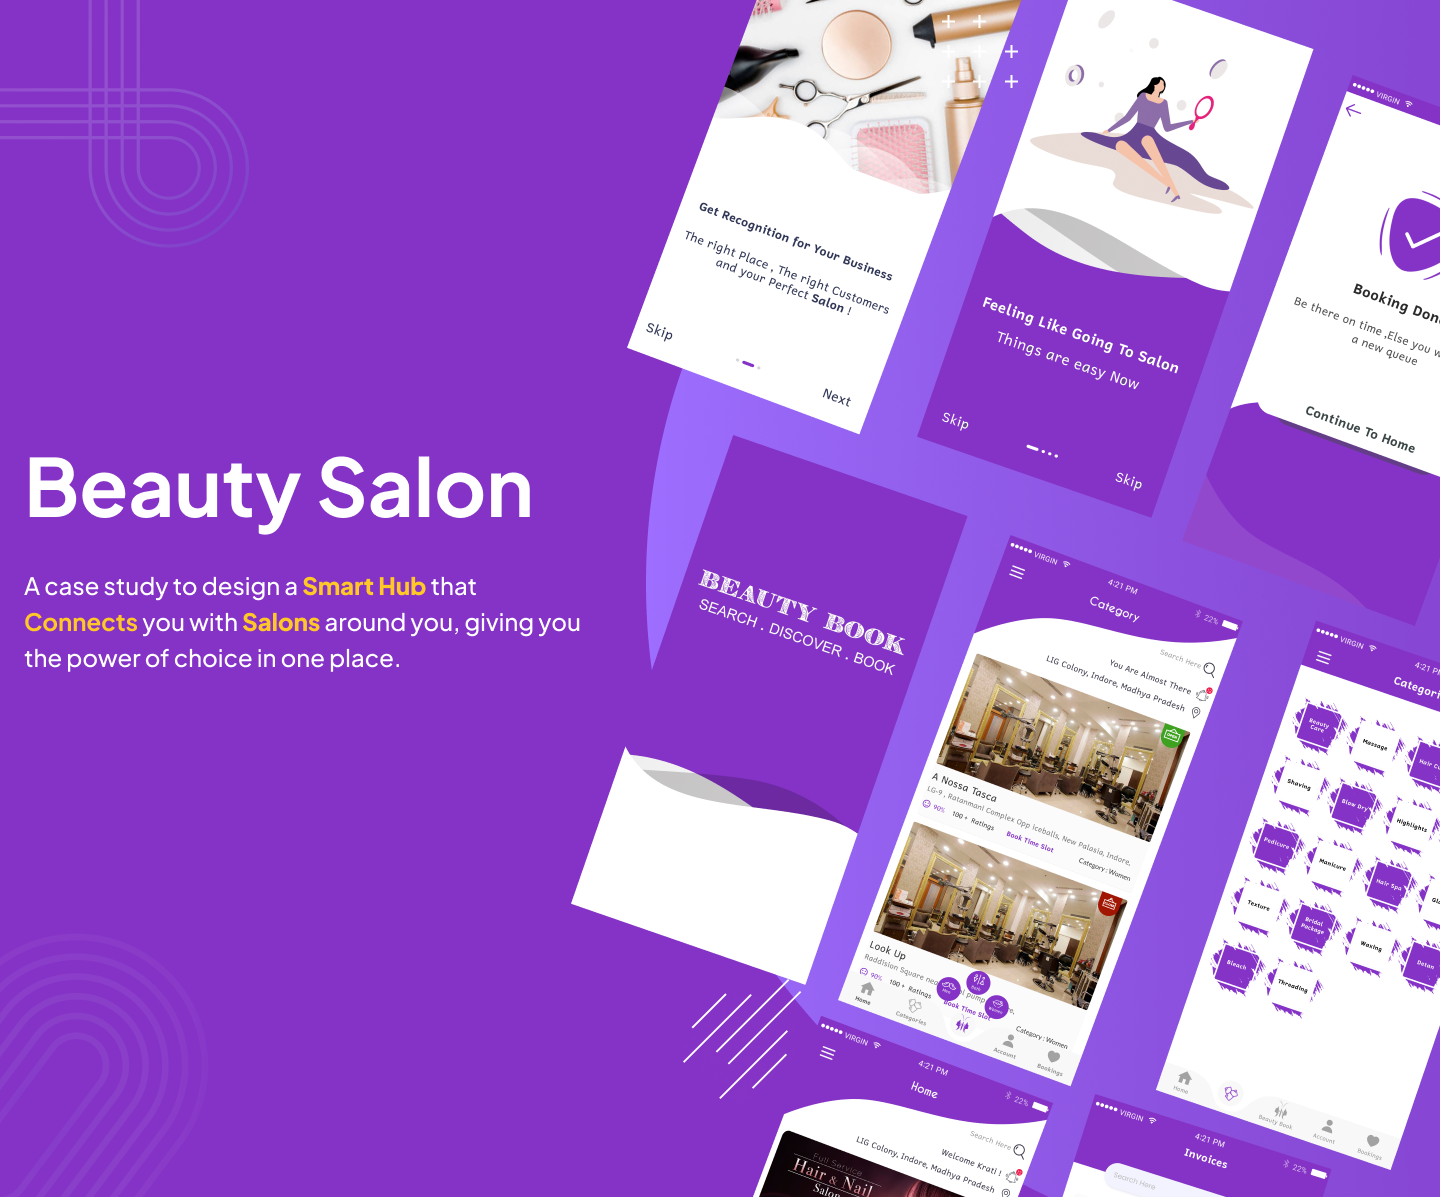 Beauty Salon
A case study to design a Smart Hub that
Connects you with Salons around you, giving you
the power of choice in one place.
Get Recognition for Your Business
The right Place , The right Customers
and your Perfect Salon !
Skip
Next
Feeling Like Going To Salon
Things are easy Now
Skip
Skip
VIRGIN
Booking Don
Be there on time ,Else you w
a new queue
Continue To Home
BEAUTY BOOK
SEARCH . DISCOVER . BOOK
VIRGIN
4:21 PM
22%
Category
Search Here
You Are Almost There
LIG Colony, Indore, Madhya Pradesh
OPEN
A Nossa Tasca
LG-9 , Ratanmani Complex Opp Iceballs, New Palasia, Indore,
90%
100+ Ratings
Book Time Slot
Category : Women
Look Up
Raddision Square nea
pump
90%
100+ Ratings
Book Time Slot
Category : Women
Home
Categories
Account
Bookings
VIRGIN
4:21 PM
Categori
Beauty
Care
Massage
Hair Cu
Shaving
Blow Dry
Highlights
Pedicure
Manicure
Hair Spa
Texture
Bridal
Package
Waxing
Detan
Bleach
Threading
Home
Beauty Book
Account
Bookings
VIRGIN
4:21 PM
22%
Home
Search Here
Welcome Krati !
LIG Colony, Indore, Madhya Pradesh
Full Service
Hair & Nail
Salon
VIRGIN
4:21 PM
22%
Invoices
Search Here